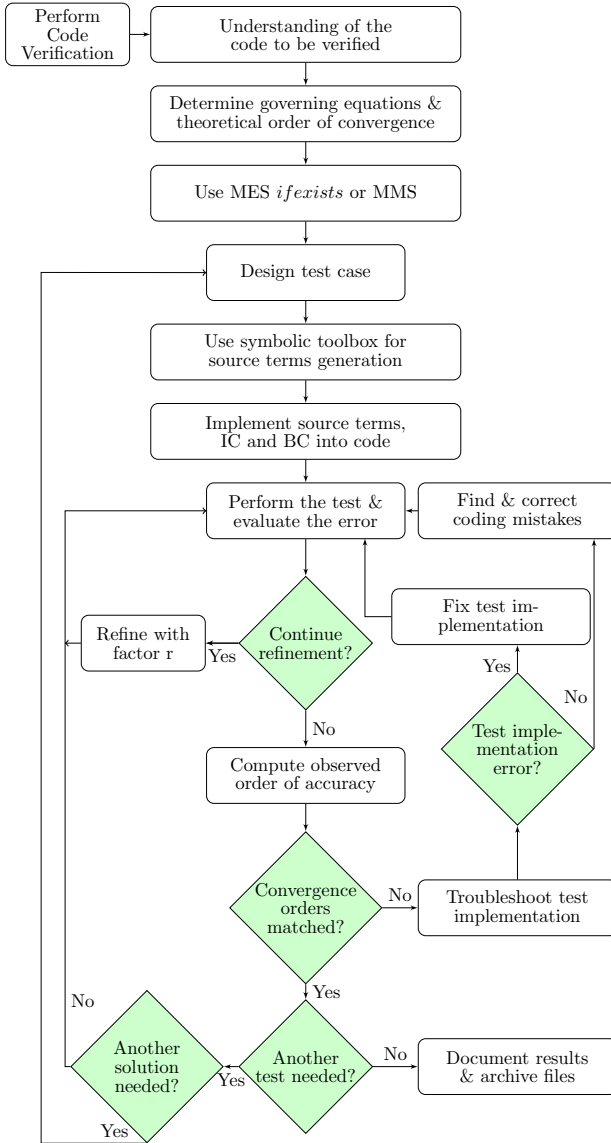 Perform
Code
Verification
Understanding of the
code to be verified
Determine governing equations &
theoretical order of convergence
Use MES ifexists or MMS
Design test case
Use symbolic toolbox for
source terms generation
Implement source terms,
IC and BC into code
Perform the test &
evaluate the error
Find & correct
coding mistakes
Fix test im-
plementation
Continue
refinement?
Yes
Refine with
factor r
Yes
No
No
Test imple-
mentation
error?
Compute observed
order of accuracy
Convergence
orders
matched?
No
Troubleshoot test
implementation
Yes
No
Another
solution
needed?
Yes
Another
test needed?
No
Document results
& archive files
Yes